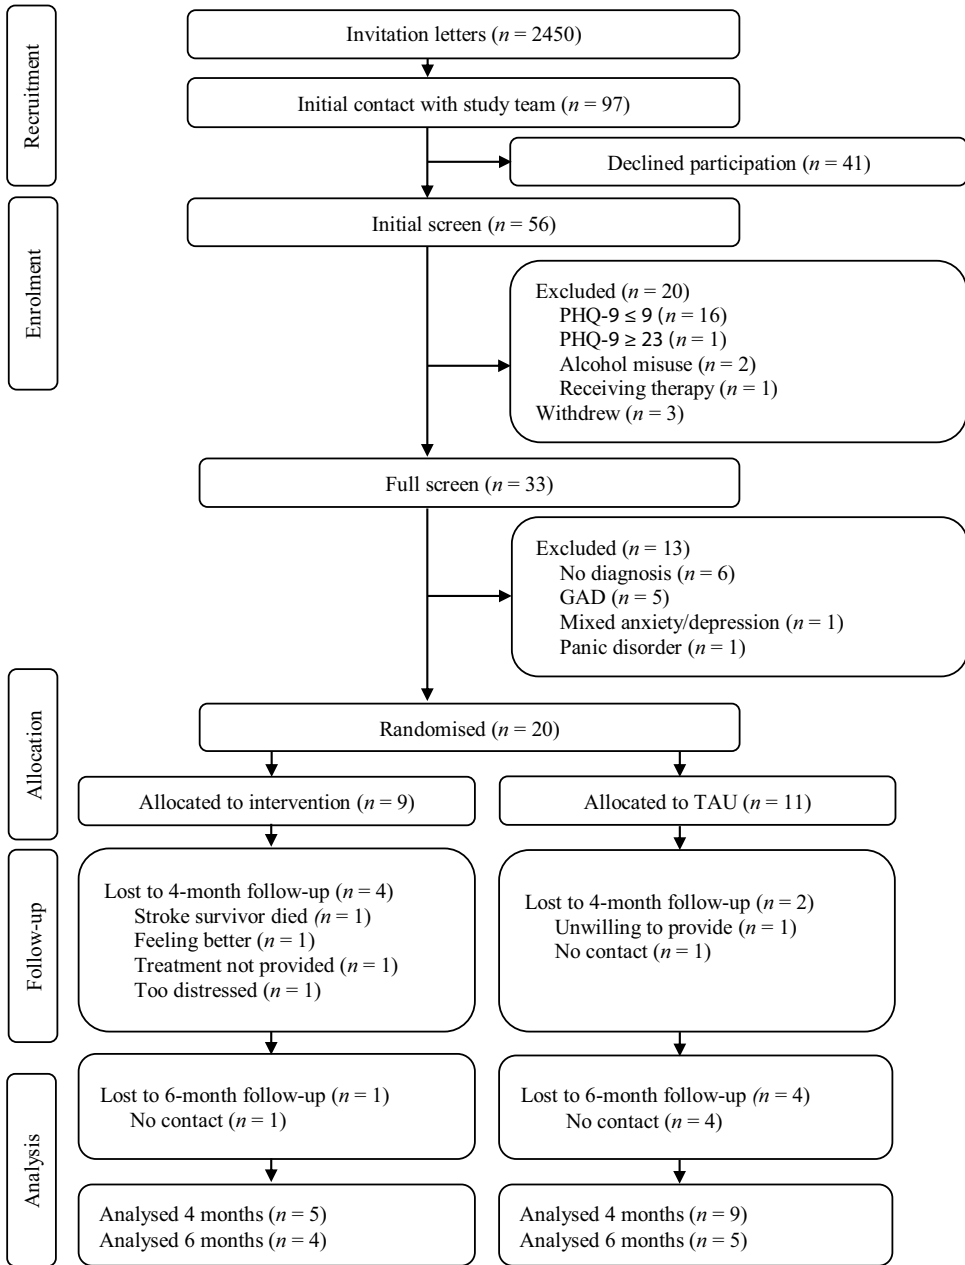 Recruitment
Invitation letters (n = 2450)
Initial contact with study team (n = 97)
Declined participation (n = 41)
Enrolment
Initial screen (n = 56)
Excluded (n = 20)
PHQ-9 ≤ 9 (n = 16)
PHQ-9 ≥ 23 (n = 1)
Alcohol misuse (n = 2)
Receiving therapy (n = 1)
Withdrew (n = 3)
Full screen (n = 33)
Excluded (n = 13)
No diagnosis (n = 6)
GAD (n = 5)
Mixed anxiety/depression (n = 1)
Panic disorder (n = 1)
Allocation
Randomised (n = 20)
Allocated to intervention (n = 9)
Allocated to TAU (n = 11)
Follow-up
Lost to 4-month follow-up (n = 4)
Stroke survivor died (n = 1)
Feeling better (n = 1)
Treatment not provided (n = 1)
Too distressed (n = 1)
Lost to 4-month follow-up (n = 2)
Unwilling to provide (n = 1)
No contact (n = 1)
Analysis
Lost to 6-month follow-up (n = 1)
No contact (n = 1)
Lost to 6-month follow-up (n = 4)
No contact (n = 4)
Analysed 4 months (n = 5)
Analysed 6 months (n = 4)
Analysed 4 months (n = 9)
Analysed 6 months (n = 5)